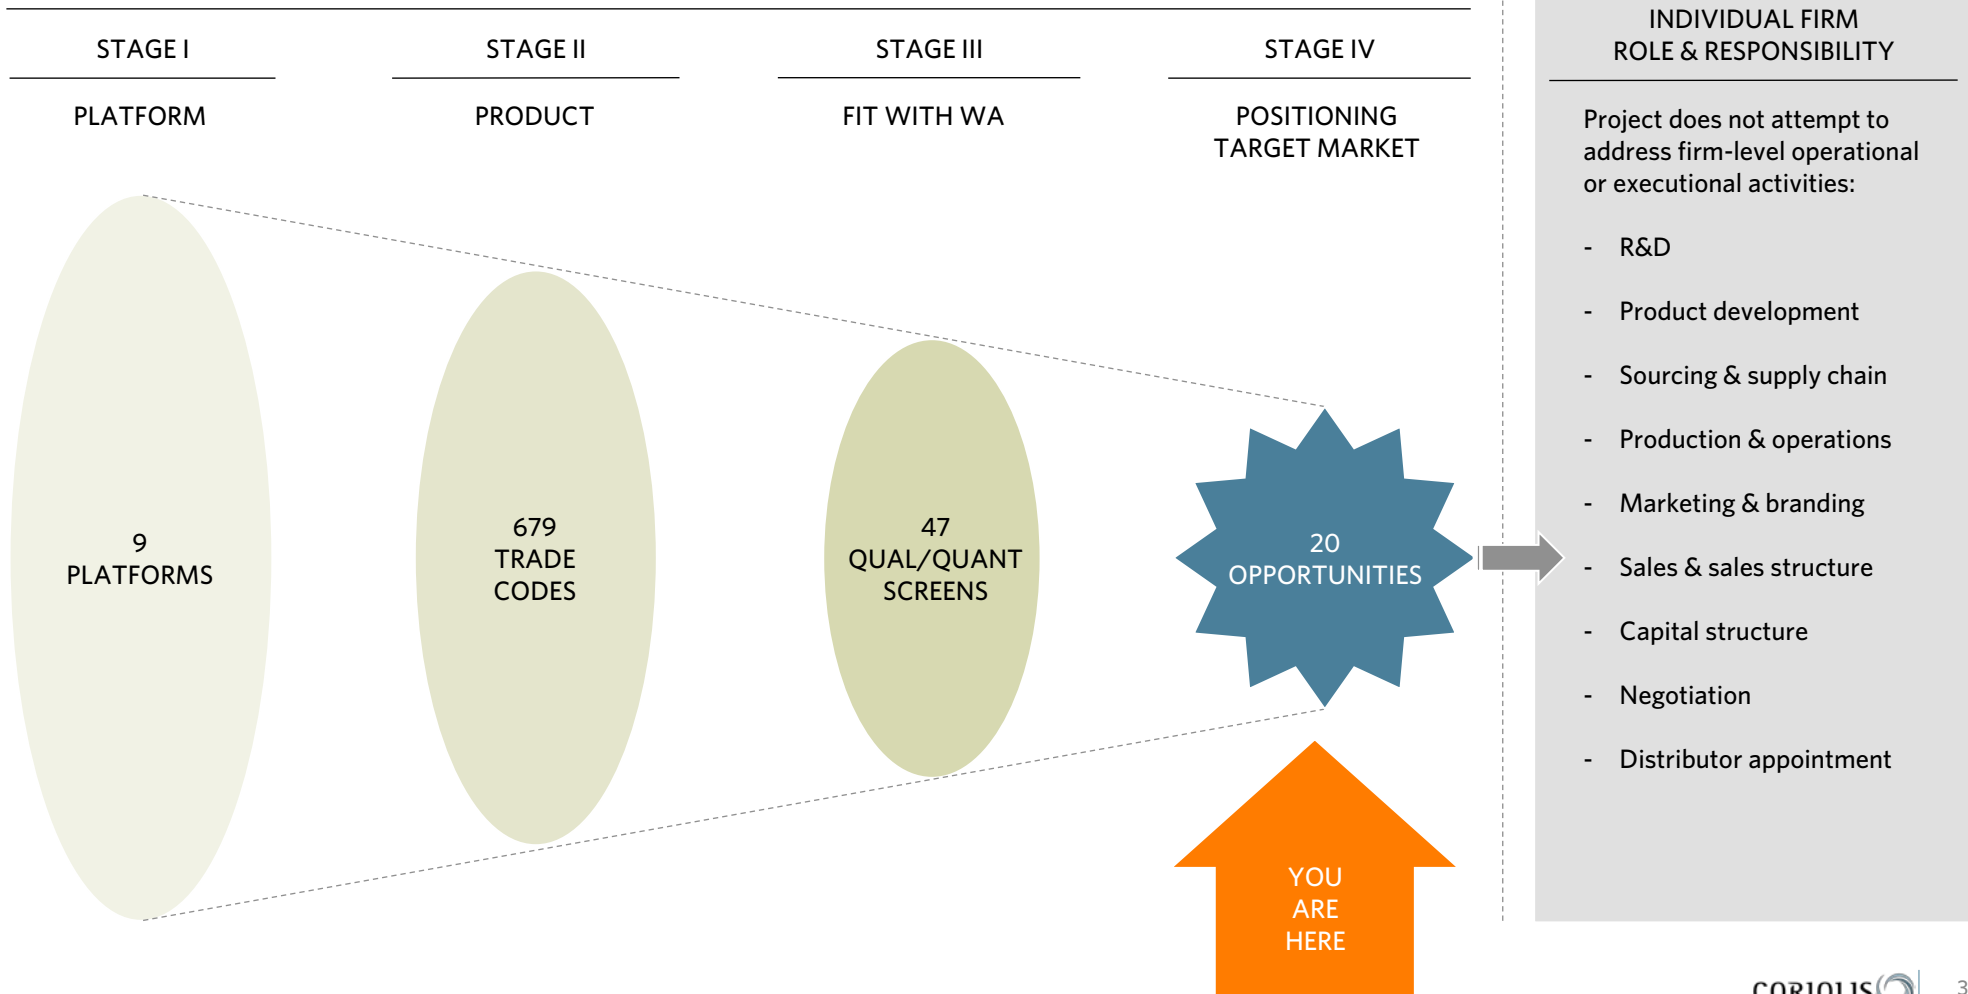 STAGE I
PLATFORM
9
PLATFORMS
STAGE II
PRODUCT
679
TRADE
CODES
STAGE III
FIT WITH WA
47
QUAL/QUANT
SCREENS
STAGE IV
POSITIONING
TARGET MARKET
20
OPPORTUNITIES
YOU
ARE
HERE
INDIVIDUAL FIRM
ROLE & RESPONSIBILITY
Project does not attempt to
address firm-level operational
or executional activities:
- R&D
- Product development
- Sourcing & supply chain
- Production & operations
- Marketing & branding
- Sales & sales structure
- Capital structure
- Negotiation
- Distributor appointment
CORIOLIS
3